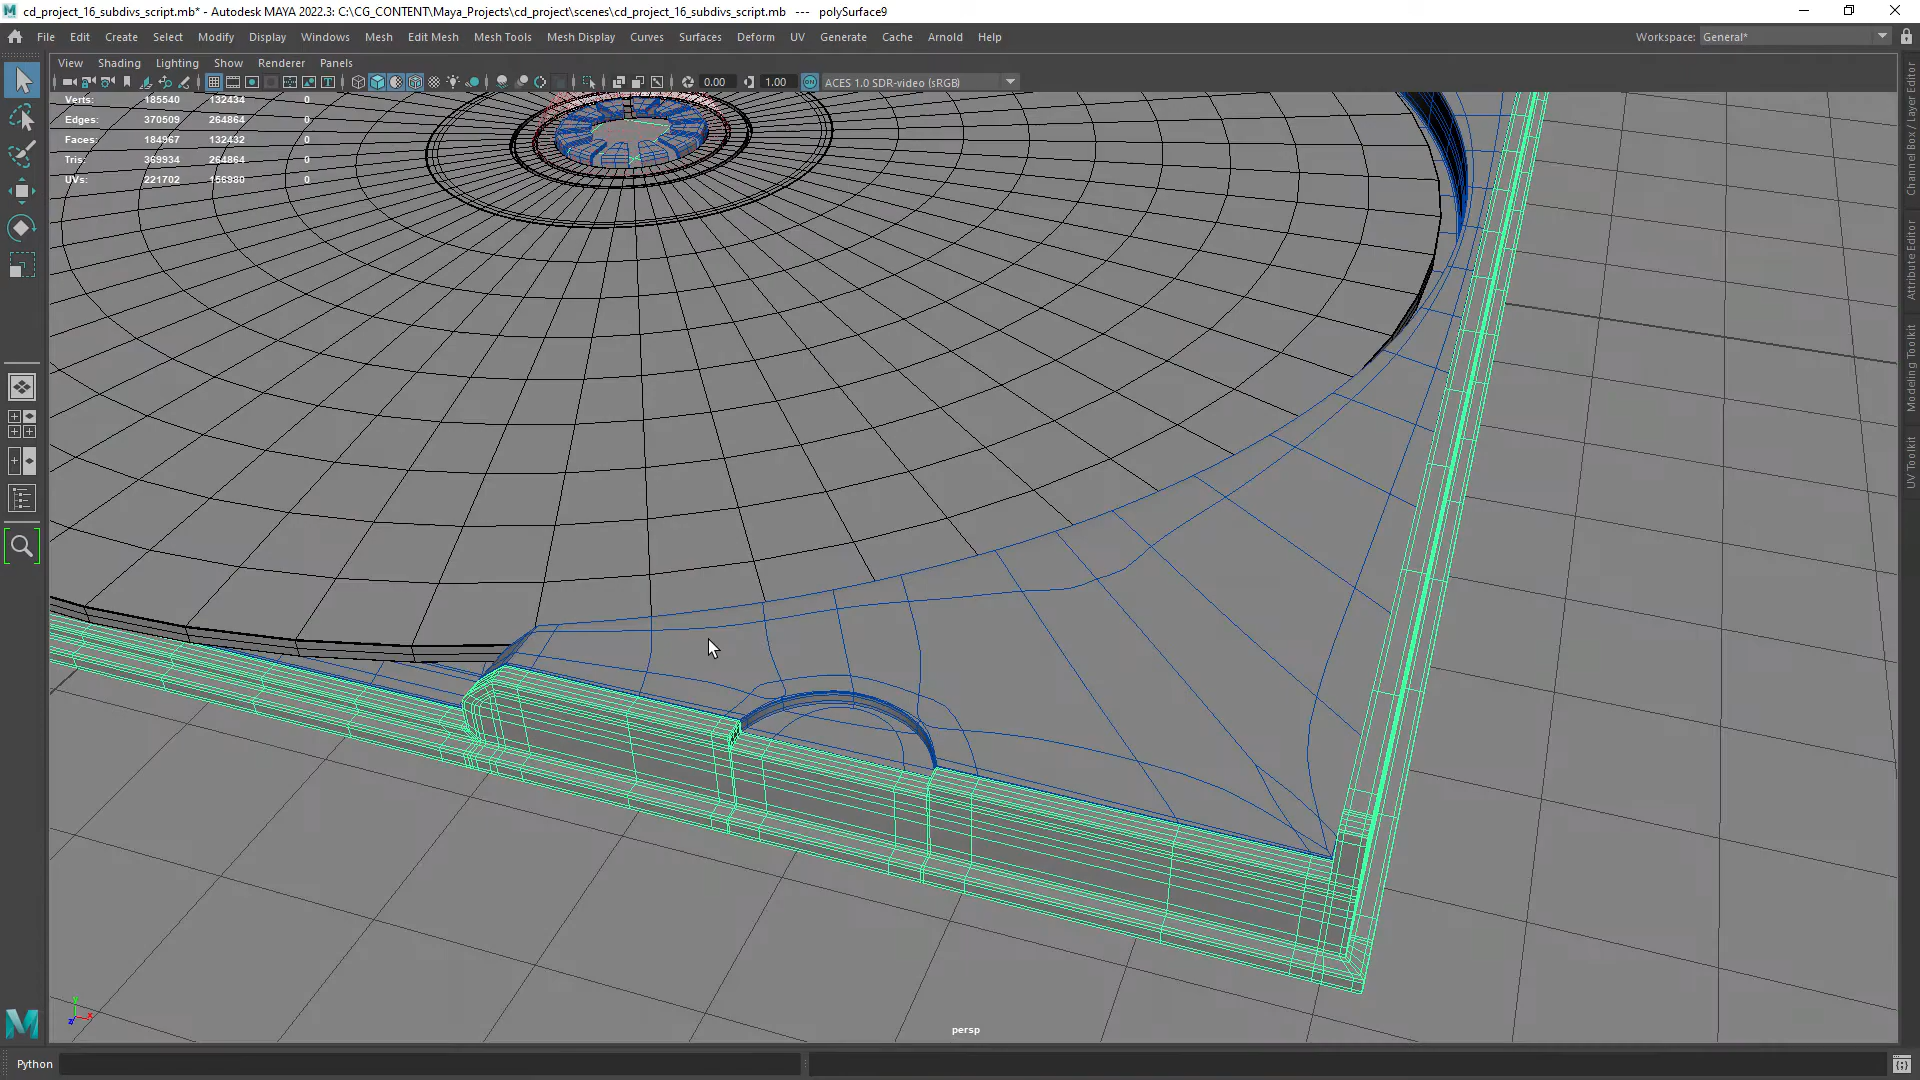 cd_project_16_subdivs_script.mb* - Autodesk MAYA 2022.3: C:\CG_CONTENT\Maya_Projects\cd_project\scenes\cd_project_16_subdivs_script.mb --- polySurface9
File Edit Create Select Modify Display Windows Mesh Edit Mesh Mesh Tools Mesh Display Curves Surfaces Deform UV Generate Cache Arnold Help Workspace: General*
View Shading Lighting Show Renderer Panels
0.00 1.00 ACES 1.0 SDR-video (sRGB)
Verts: 185540 132434 0
Edges: 370509 264864 0
Faces: 184967 132432 0
Tris: 369934 264864 0
UVs: 221702 156980 0
Channel Box / Layer Editor
Attribute Editor
Modeling Toolkit
UV Toolkit
persp
Python